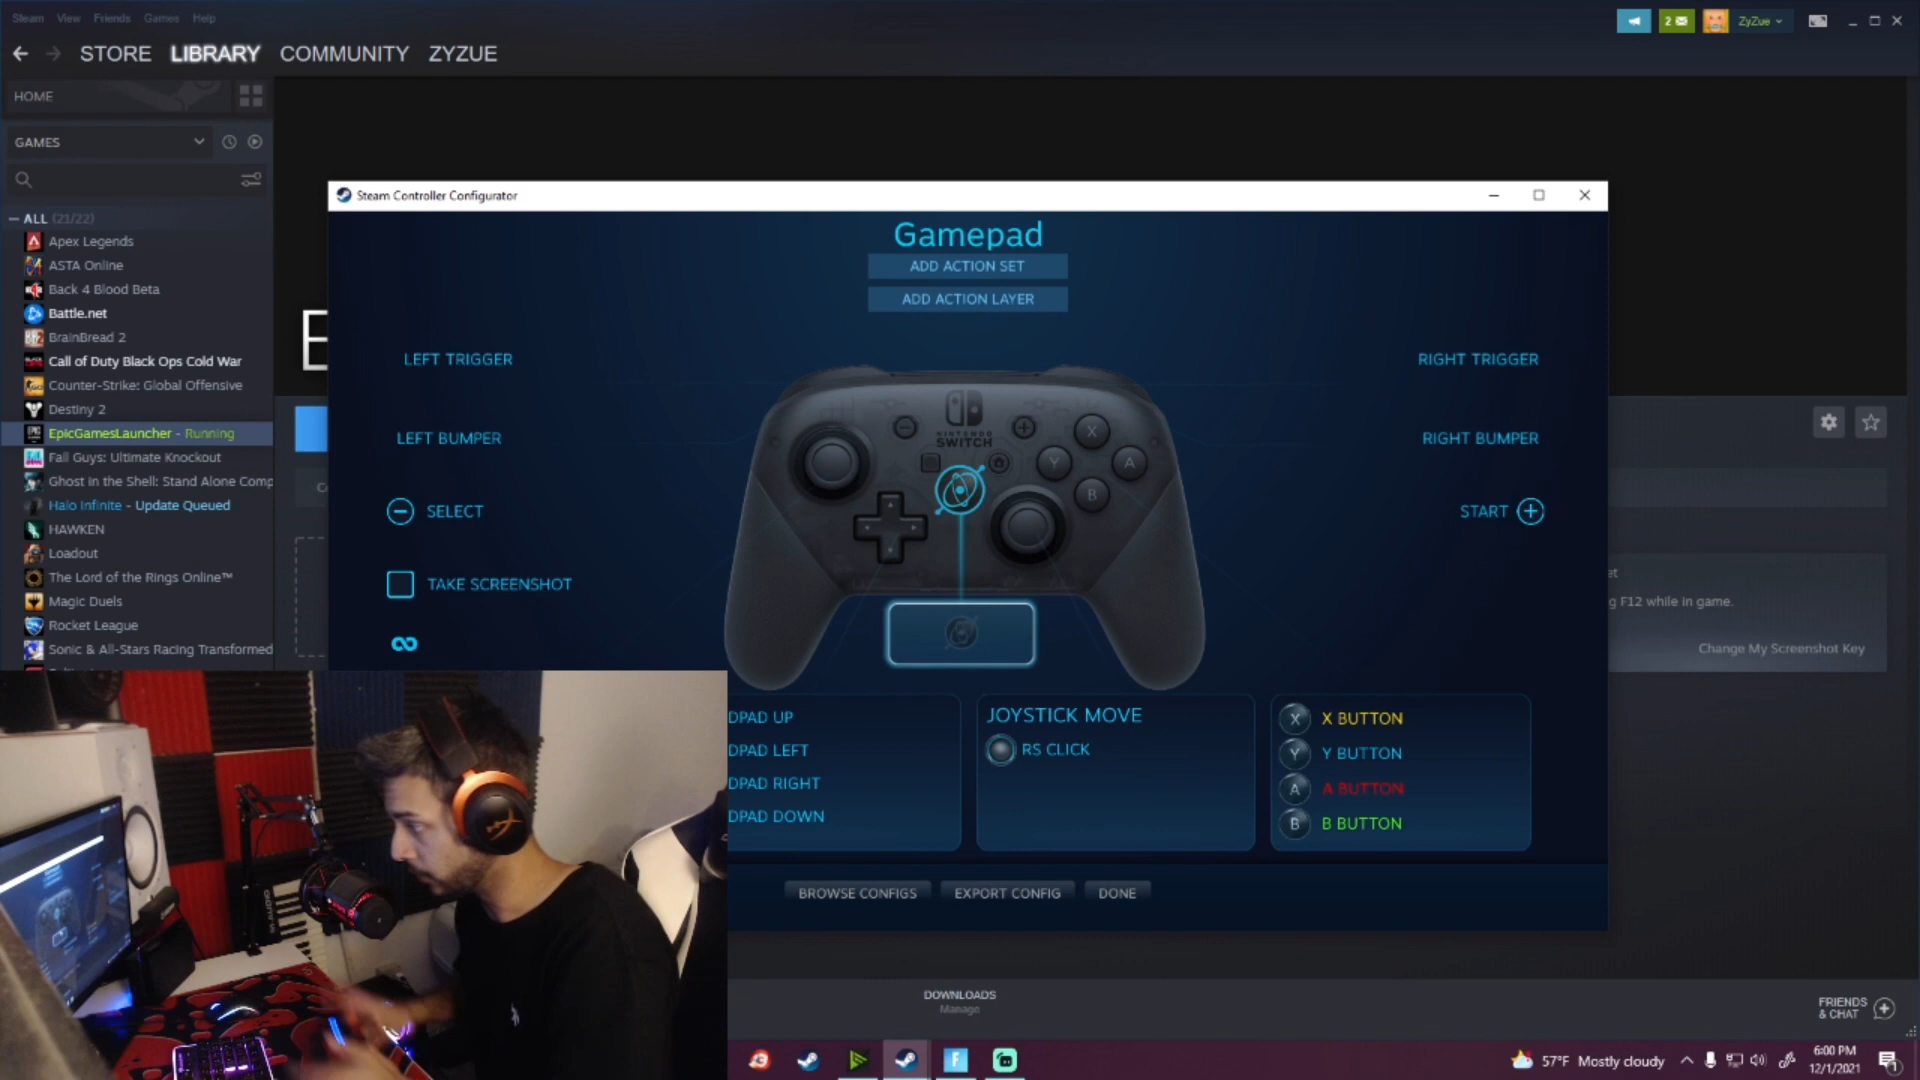 Steam View Friends Games Help
2 ZyZue
STORE LIBRARY COMMUNITY ZYZUE
HOME
GAMES
ALL (21/22)
Apex Legends
ASTA Online
Back 4 Blood Beta
Battle.net
BrainBread 2
Call of Duty Black Ops Cold War
Counter-Strike: Global Offensive
Destiny 2
EpicGamesLauncher - Running
Fall Guys: Ultimate Knockout
Ghost in the Shell: Stand Alone Comp
Halo Infinite - Update Queued
HAWKEN
Loadout
The Lord of the Rings Online™
Magic Duels
Rocket League
Sonic & All-Stars Racing Transformed
Steam Controller Configurator
Gamepad
ADD ACTION SET
ADD ACTION LAYER
LEFT TRIGGER
RIGHT TRIGGER
LEFT BUMPER
RIGHT BUMPER
SELECT
START
TAKE SCREENSHOT
NINTENDO
SWITCH
X
Y A
B
DPAD UP
DPAD LEFT
DPAD RIGHT
DPAD DOWN
JOYSTICK MOVE
RS CLICK
X X BUTTON
Y Y BUTTON
A A BUTTON
B B BUTTON
BROWSE CONFIGS EXPORT CONFIG DONE
et
g F12 while in game.
Change My Screenshot Key
DOWNLOADS
Manage
FRIENDS
& CHAT
57°F Mostly cloudy
6:00 PM
12/1/2021